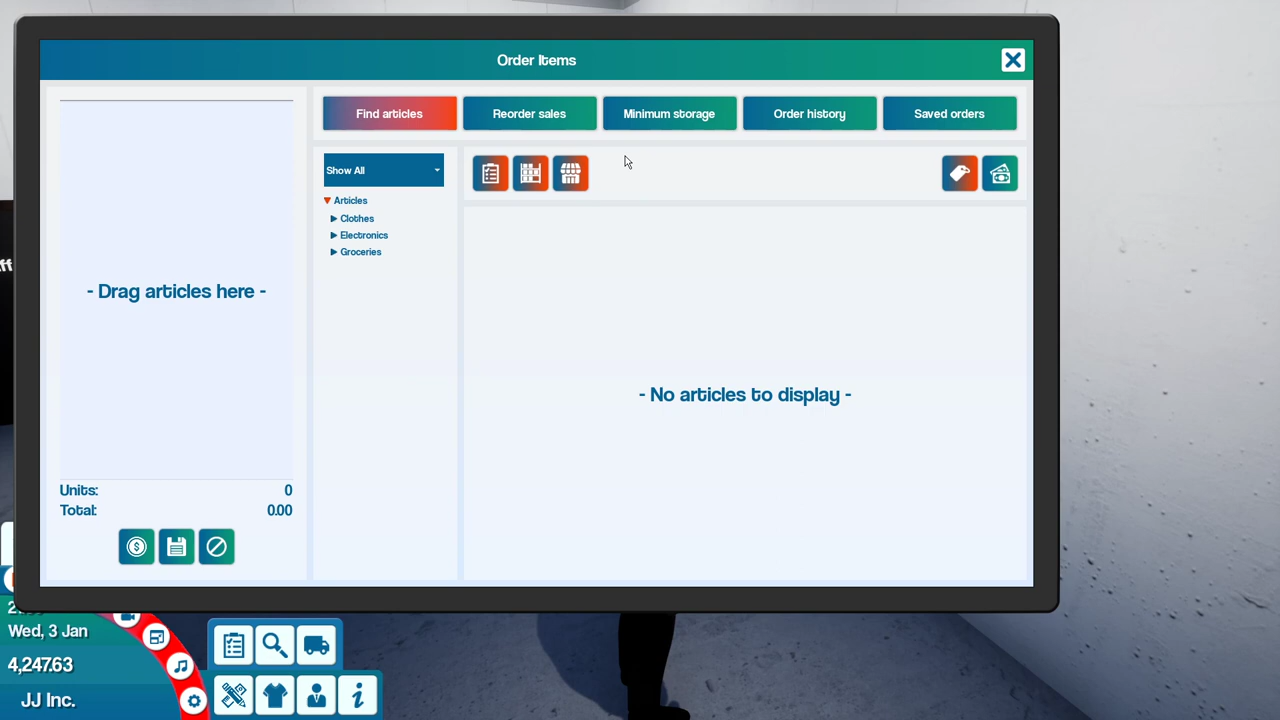 Order Items
Find articles
Reorder sales
Minimum storage
Order history
Saved orders
Show All
Articles
Clothes
Electronics
Groceries
- Drag articles here -
- No articles to display -
Units: 0
Total: 0.00
Wed, 3 Jan
4,247.63
JJ Inc.